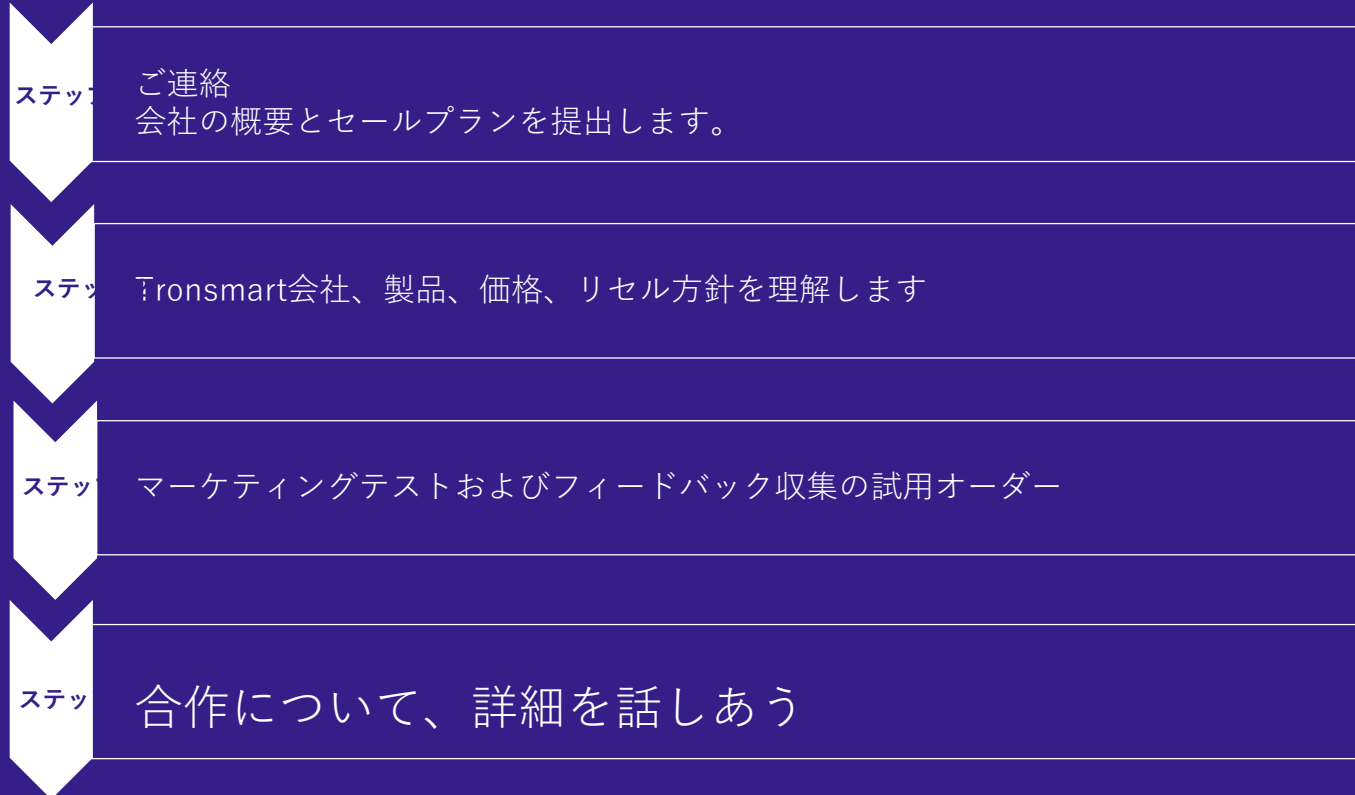 ステップ
ご連絡
会社の概要とセールプランを提出します。
ステッ
Tronsmart会社、製品、価格、リセル方針を理解します
ステッ
マーケティングテストおよびフィードバック収集の試用オーダー
ステッ
合作について、詳細を話しあう